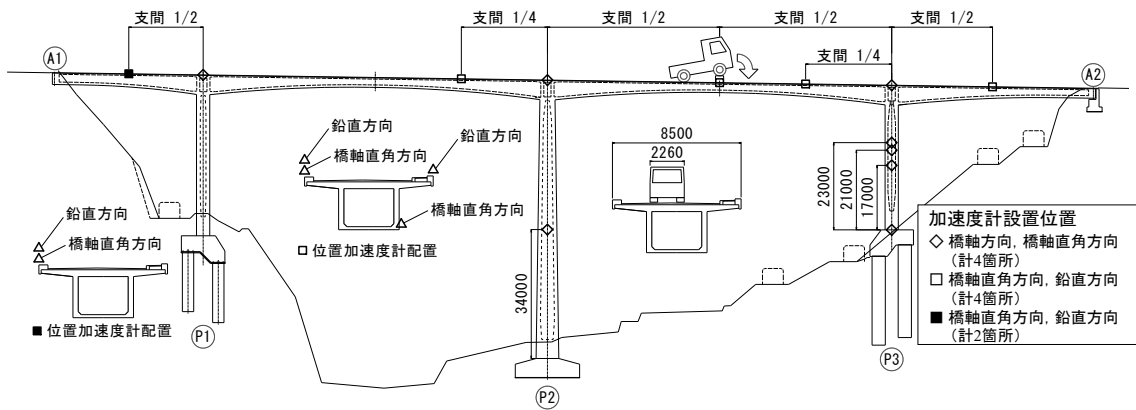 支間 1/2
支間 1/4
支間 1/2
支間 1/2
支間 1/2
支間 1/4
A1
A2
鉛直方向
橋軸直角方向
鉛直方向
橋軸直角方向
□ 位置加速度計配置
鉛直方向
橋軸直角方向
■ 位置加速度計配置
8500
2260
34000
23000
21000
17000
P1
P2
P3
加速度計設置位置
◇ 橋軸方向, 橋軸直角方向
(計4箇所)
□ 橋軸直角方向, 鉛直方向
(計4箇所)
■ 橋軸直角方向, 鉛直方向
(計2箇所)